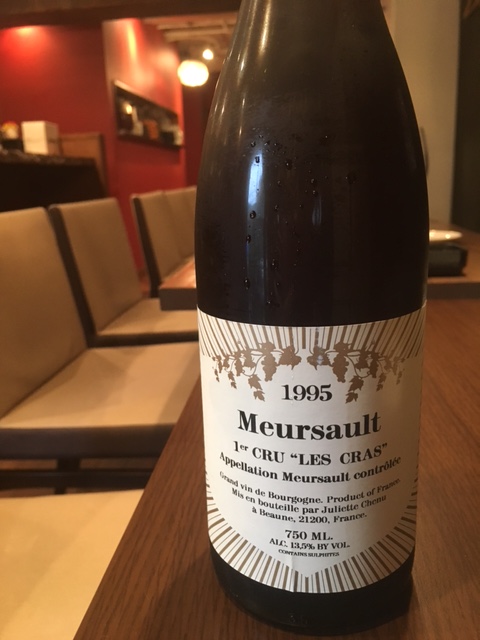 1995
Meursault
1er CRU "LES CRAS"
Appellation Meursault contrôlée
Grand vin de Bourgogne. Product of France
Mis en bouteille par Juliette Chenu
à Beaune, 21200, France.
750 ML.
ALC. 13,5% BY VOL.
CONTAINS SULPHITES